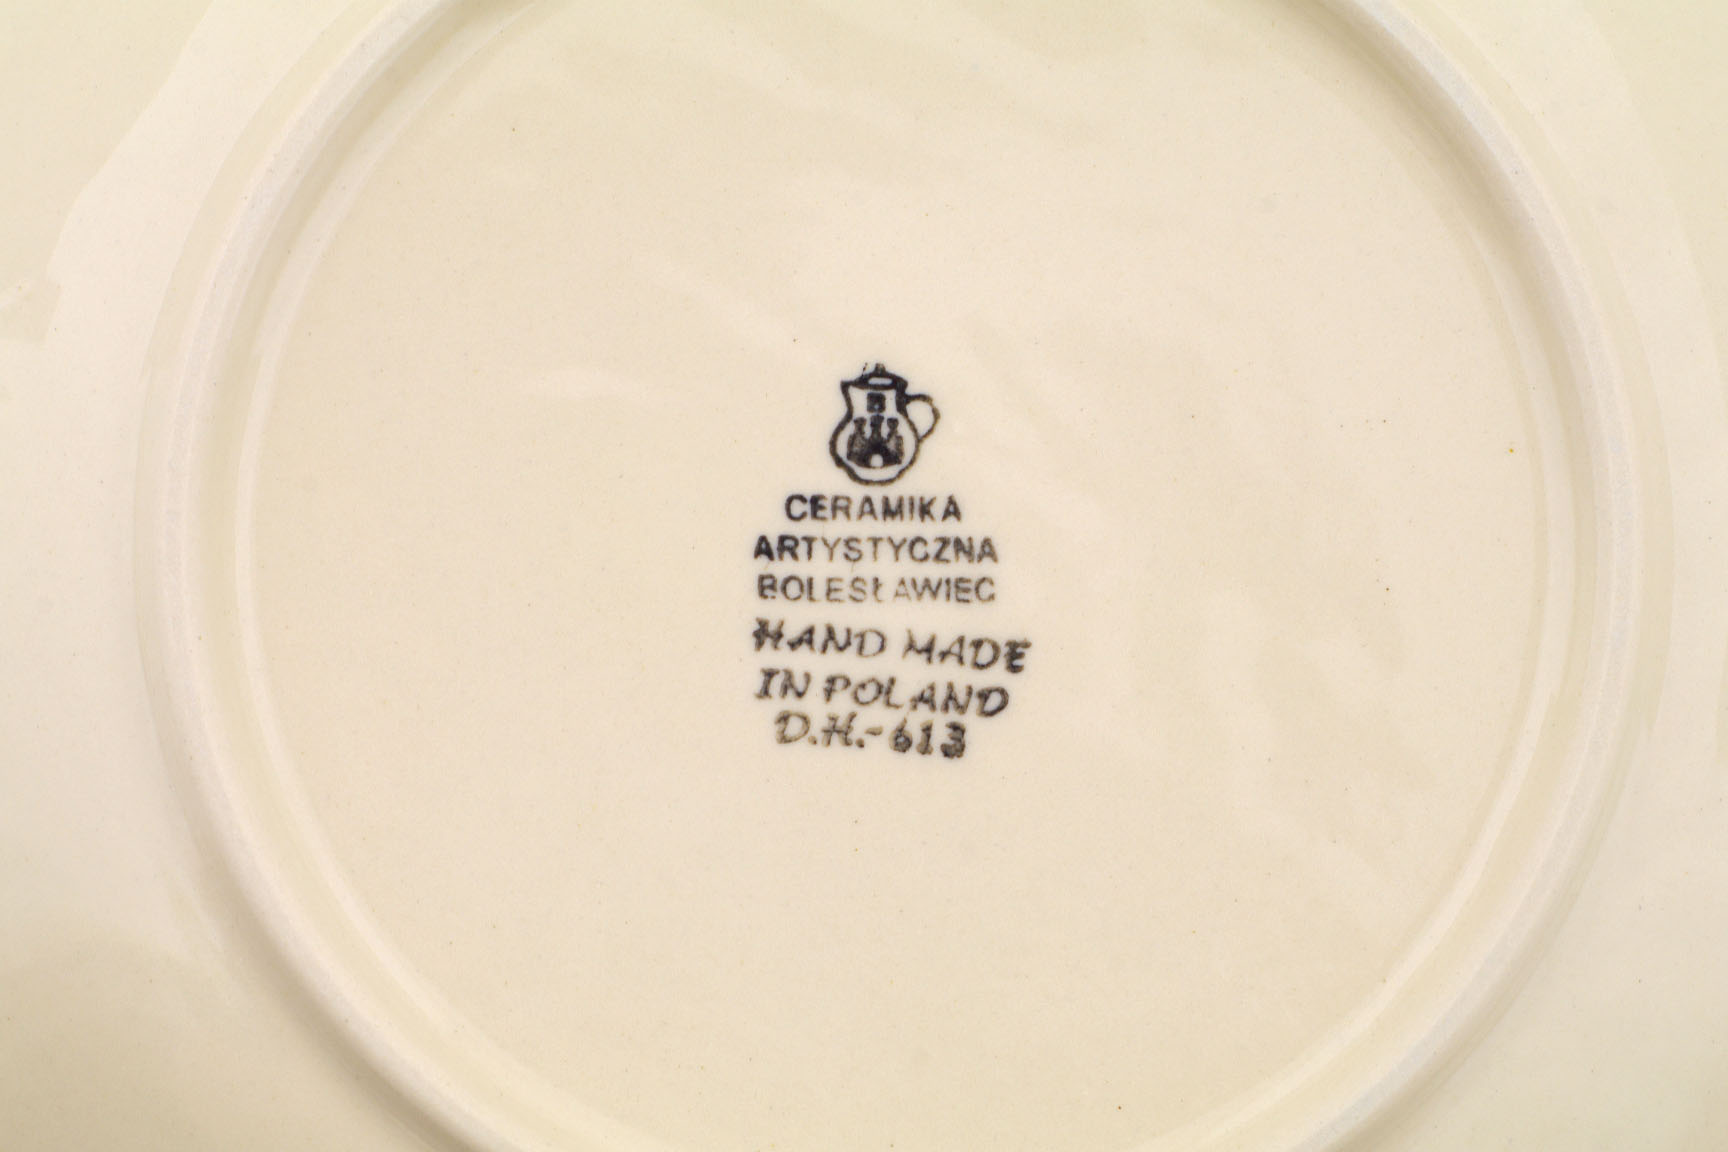 CERAMIKA
ARTYSTYCZNA
BOLESŁAWIEC
HAND MADE
IN POLAND
D.H.-613